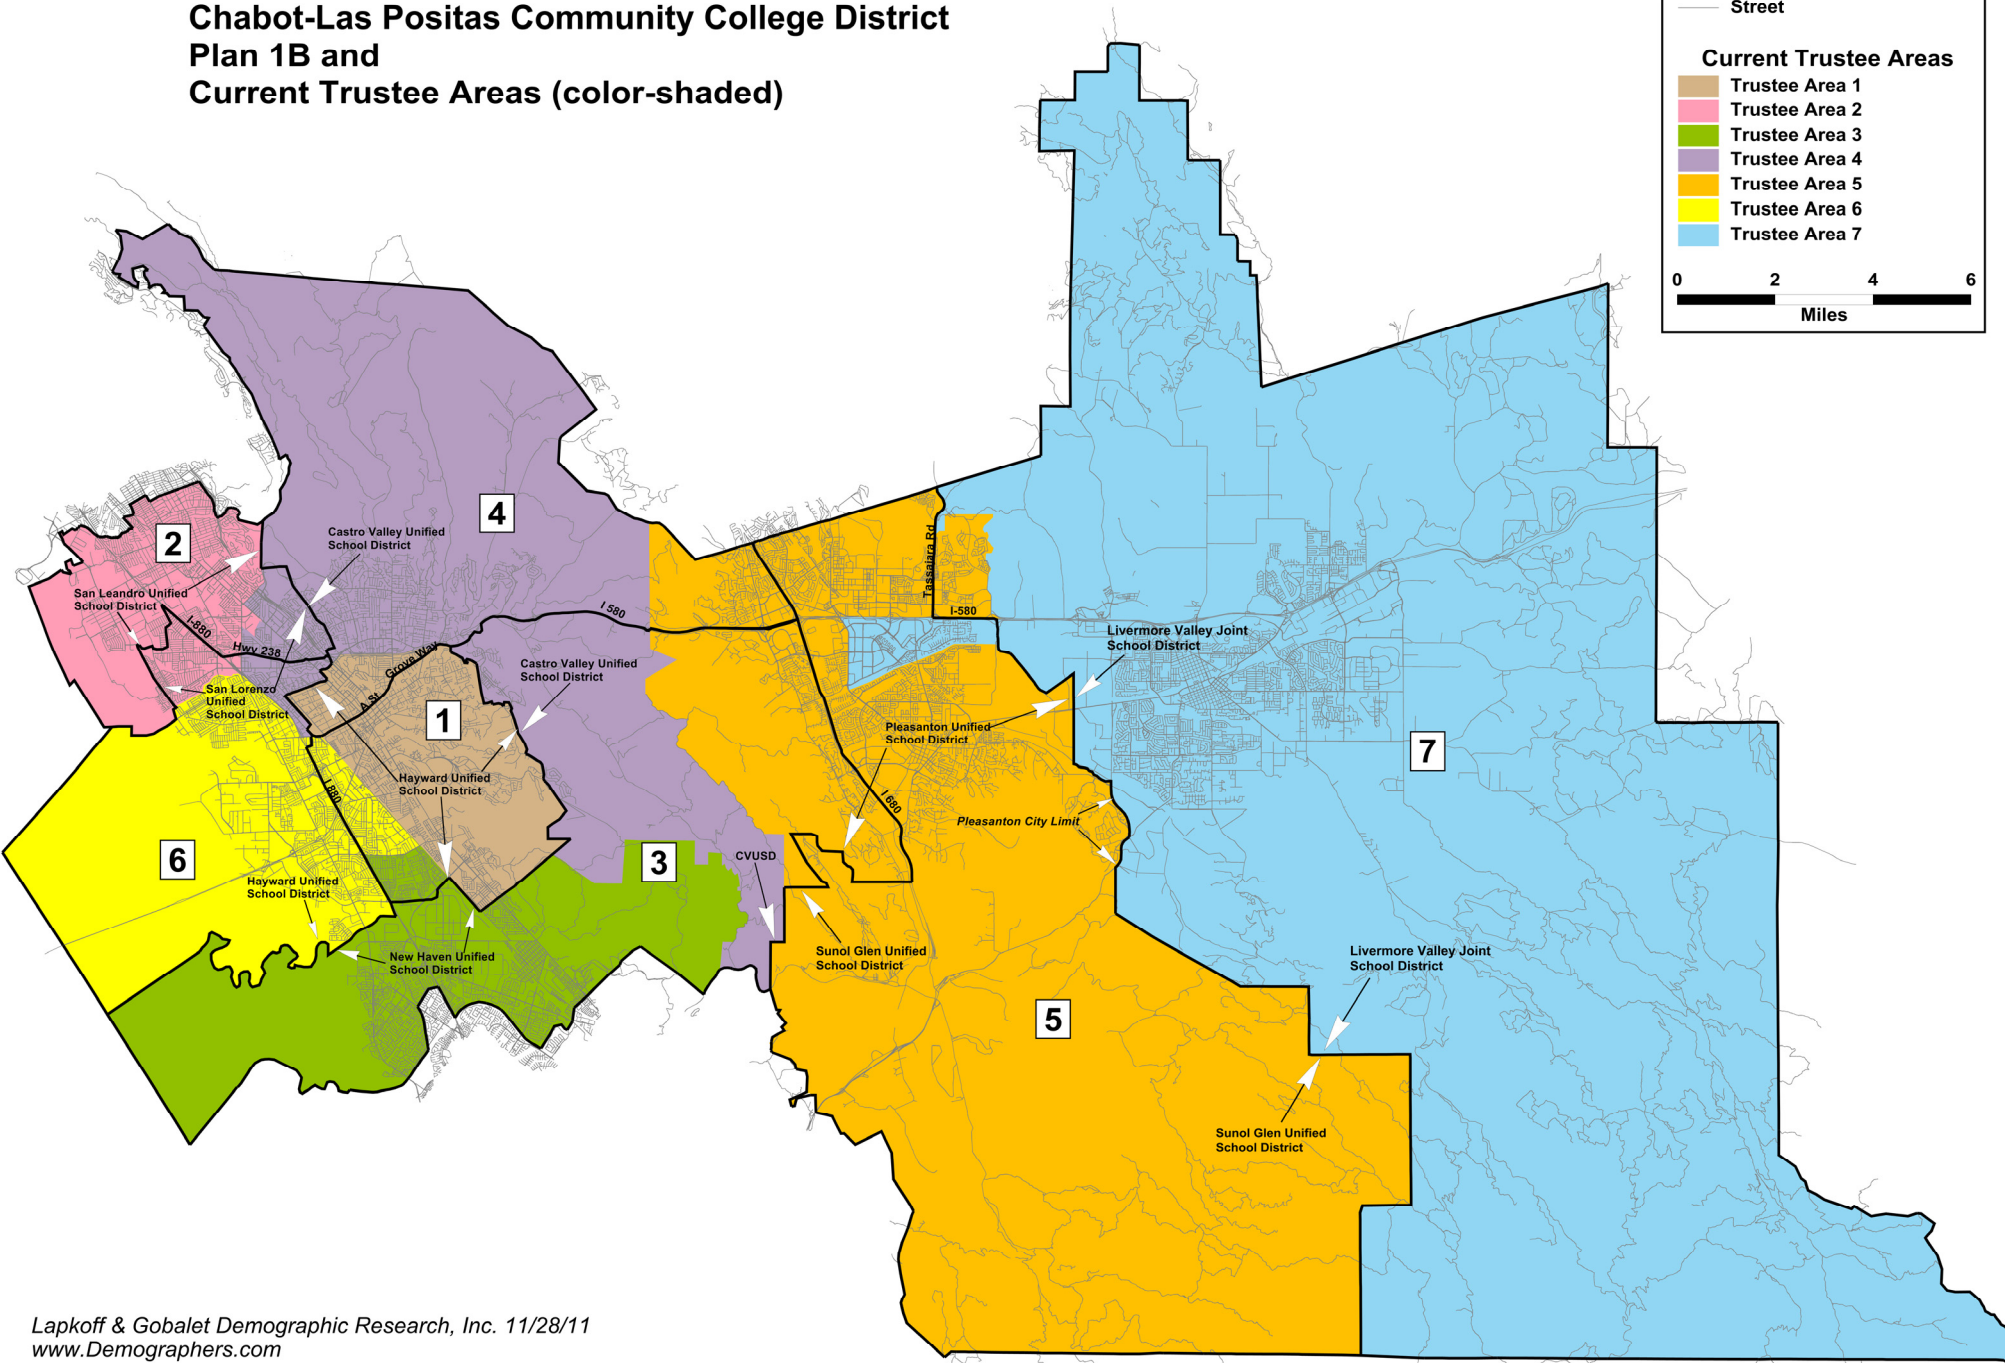 Chabot-Las Positas Community College District
Plan 1B and
Current Trustee Areas (color-shaded)
Street
Current Trustee Areas
Trustee Area 1
Trustee Area 2
Trustee Area 3
Trustee Area 4
Trustee Area 5
Trustee Area 6
Trustee Area 7
0 2 4 6
Miles
4
2
Castro Valley Unified
School District
San Leandro Unified
School District
I-880
Hwy 238
I 580
Tassajara Rd
I-580
Livermore Valley Joint
School District
Grove Way
A St
Castro Valley Unified
School District
San Lorenzo
Unified
School District
1
Pleasanton Unified
School District
7
Hayward Unified
School District
I 880
I 680
Pleasanton City Limit
6
3
CVUSD
Hayward Unified
School District
New Haven Unified
School District
Sunol Glen Unified
School District
Livermore Valley Joint
School District
5
Sunol Glen Unified
School District
Lapkoff & Gobalet Demographic Research, Inc. 11/28/11
www.Demographers.com